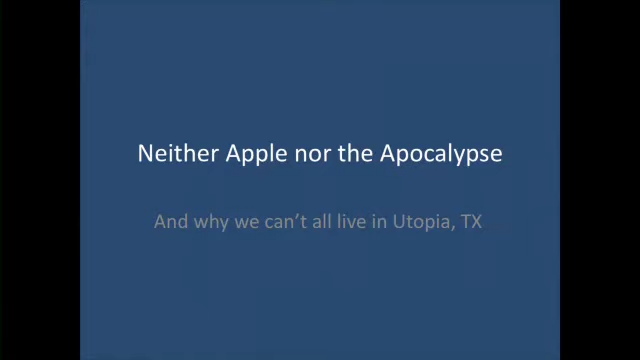 Neither Apple nor the Apocalypse
And why we can't all live in Utopia, TX